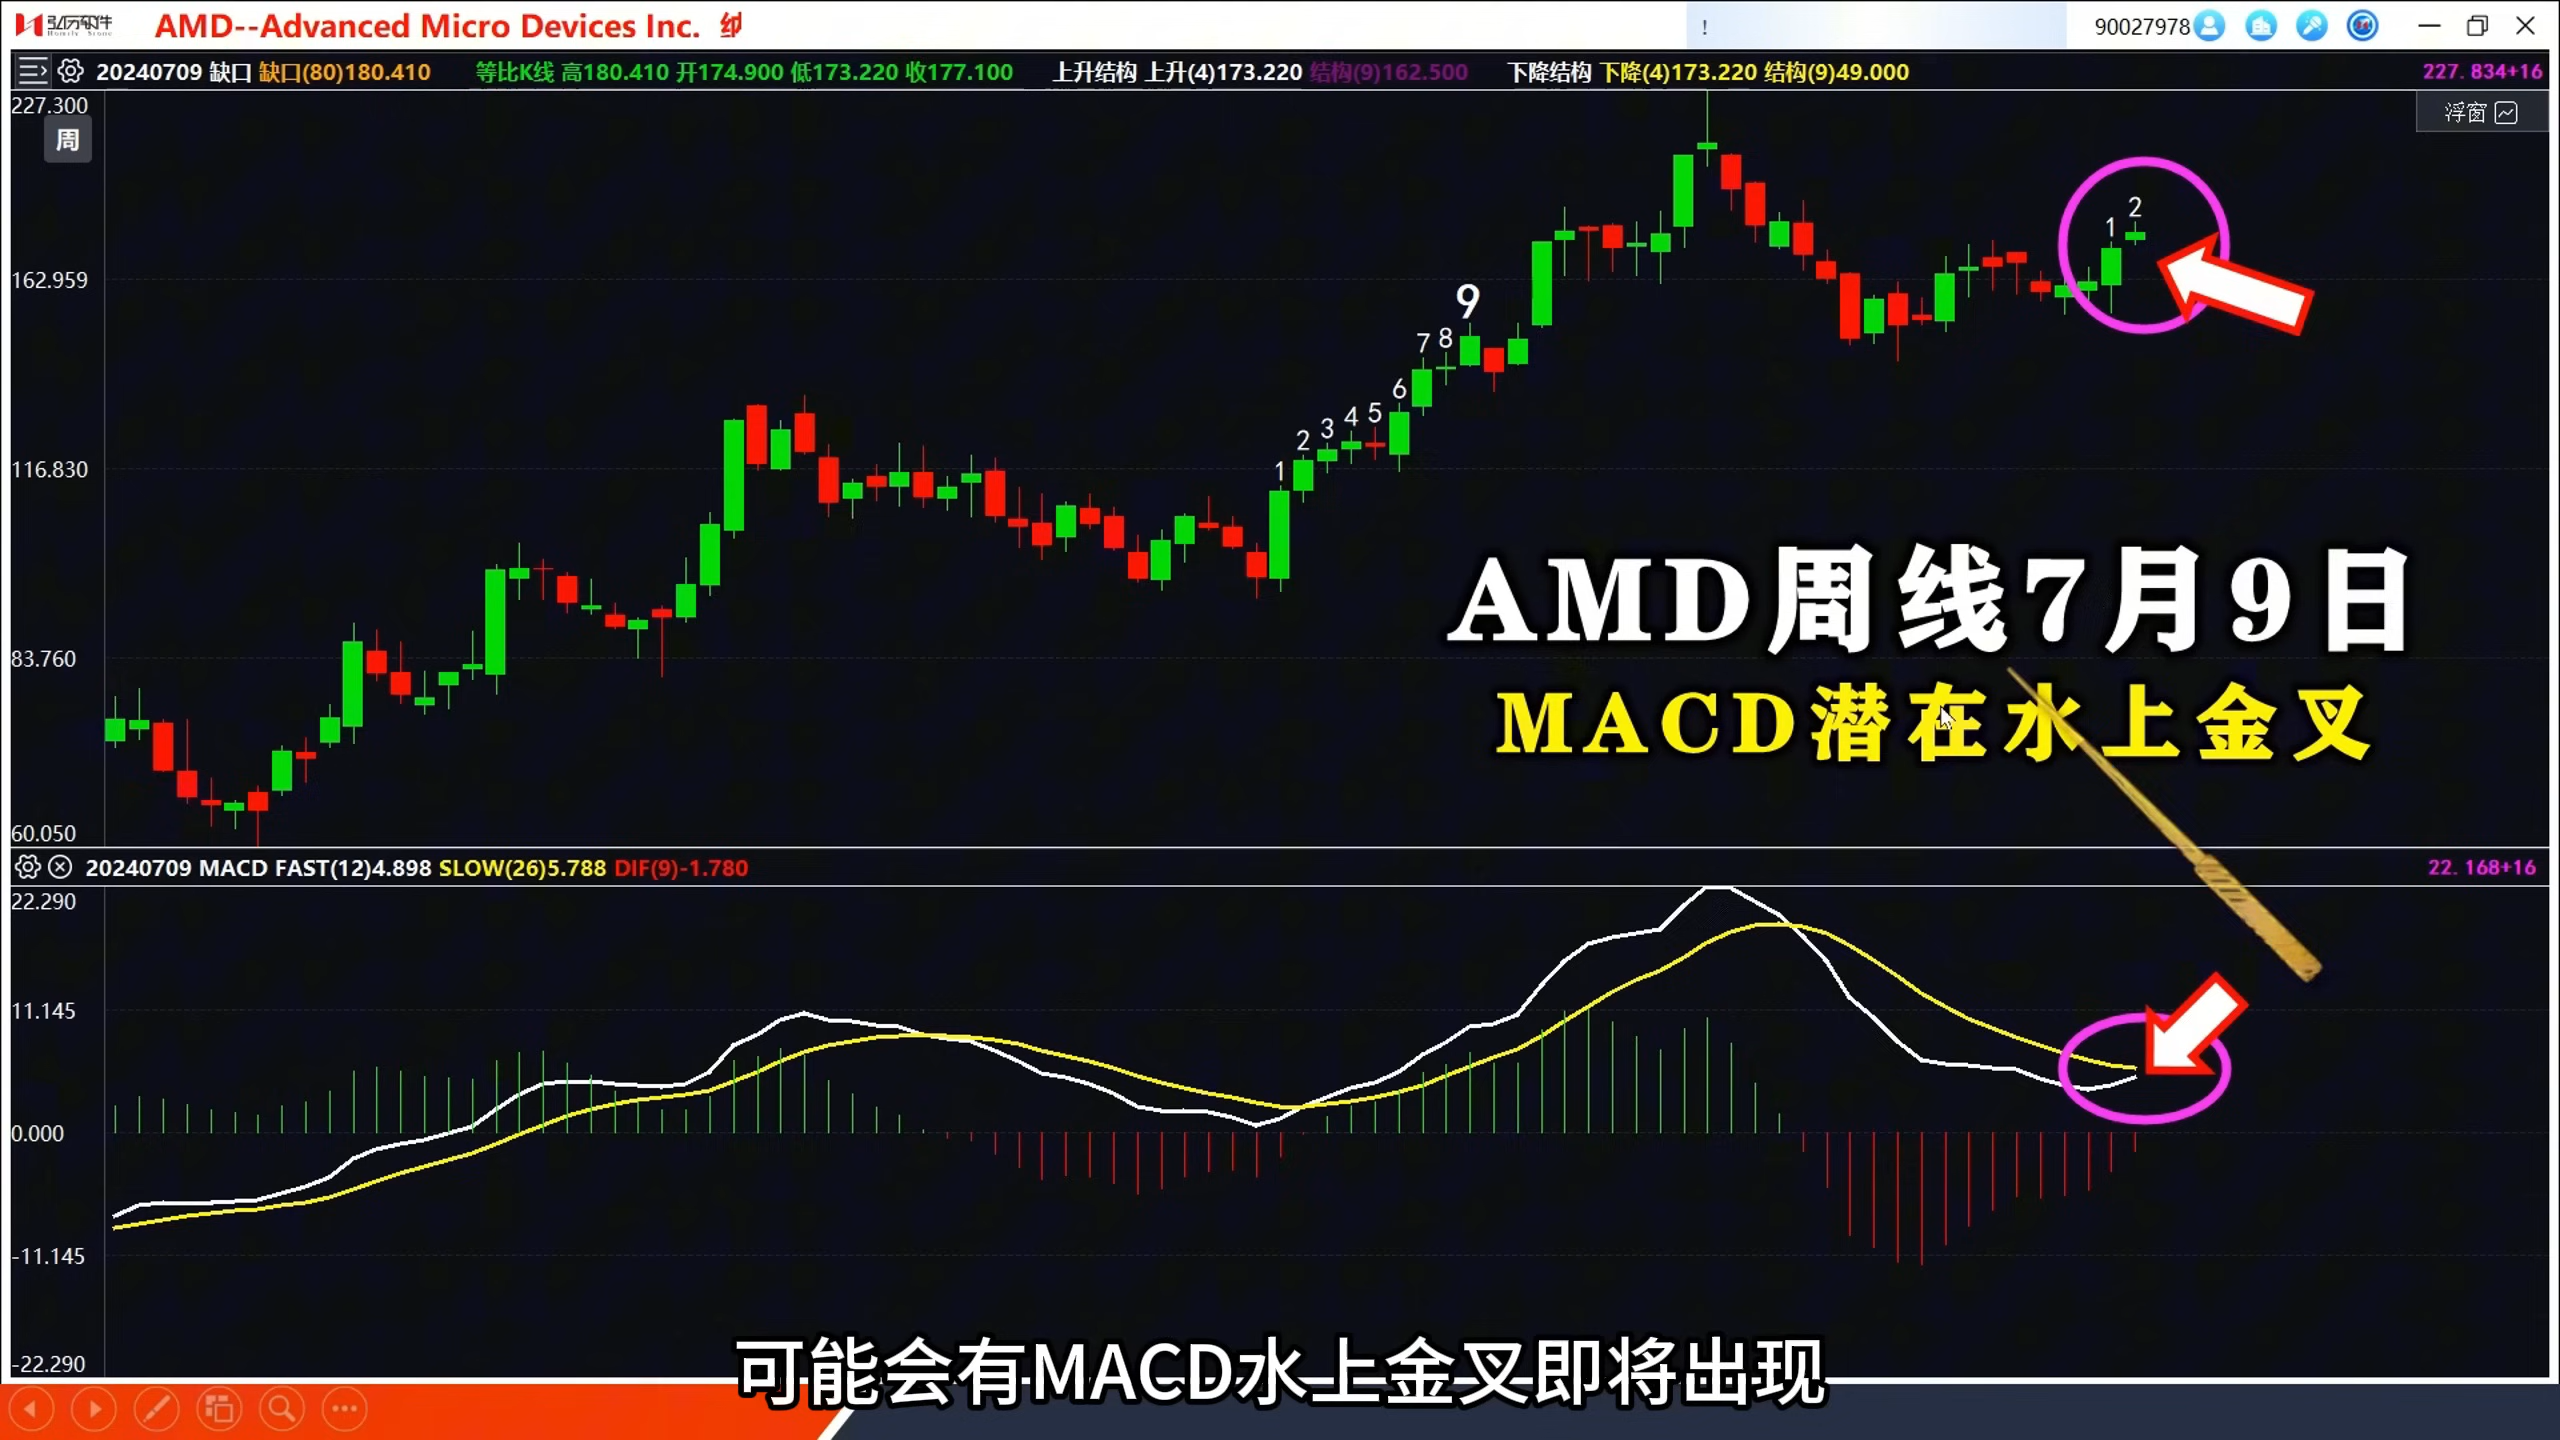 弘历软件
AMD--Advanced Micro Devices Inc.
!
90027978
20240709 缺口 缺口(80)180.410 等比K线 高180.410 开174.900 低173.220 收177.100 上升结构 上升(4)173.220 结构(9)162.500 下降结构 下降(4)173.220 结构(9)49.000
227.834+16
227.300
周
浮窗
162.959
116.830
83.760
60.050
1 2 3 4 5 6 7 8 9
1 2
AMD周线7月9日
MACD潜在水上金叉
20240709 MACD FAST(12)4.898 SLOW(26)5.788 DIF(9)-1.780
22.168+16
22.290
11.145
0.000
-11.145
-22.290
可能会有MACD水上金叉即将出现